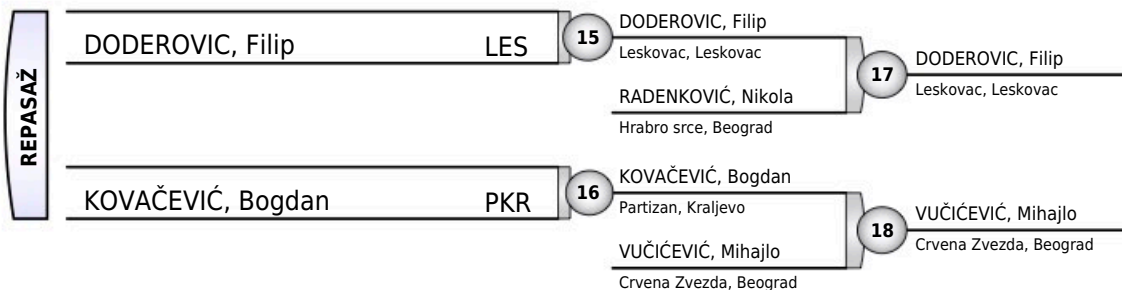 REPASAŽ
DODEROVIC, Filip LES
15
DODEROVIC, Filip
Leskovac, Leskovac
RADENKOVIĆ, Nikola
Hrabro srce, Beograd
17
DODEROVIC, Filip
Leskovac, Leskovac
KOVAČEVIĆ, Bogdan PKR
16
KOVAČEVIĆ, Bogdan
Partizan, Kraljevo
VUČIĆEVIĆ, Mihajlo
Crvena Zvezda, Beograd
18
VUČIĆEVIĆ, Mihajlo
Crvena Zvezda, Beograd